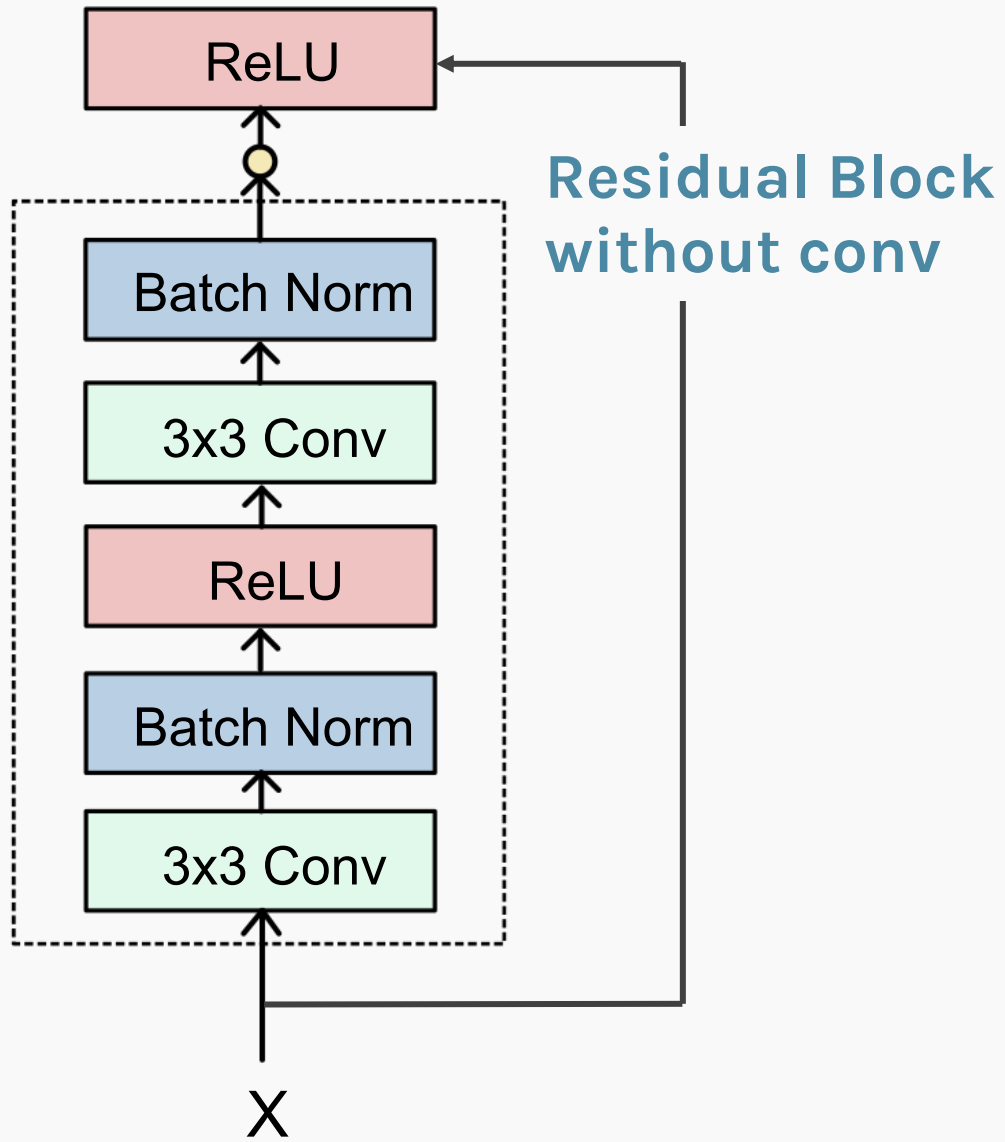 ReLU
Residual Block
without conv
Batch Norm
3x3 Conv
ReLU
Batch Norm
3x3 Conv
X